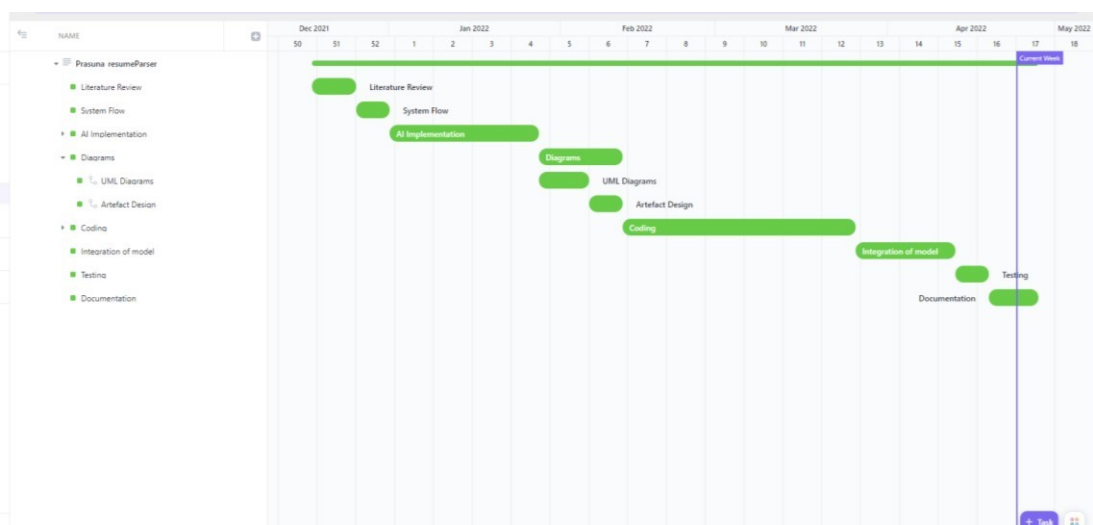 Dec 2021 Jan 2022 Feb 2022 Mar 2022 Apr 2022 May 2022
NAME 50 51 52 1 2 3 4 5 6 7 8 9 10 11 12 13 14 15 16 17 18
Current Week
Prasuna resumeParser
Literature Review Literature Review
System Flow System Flow
AI Implementation AI Implementation
Diagrams Diagrams
UML Diagrams UML Diagrams
Artefact Design Artefact Design
Coding Coding
Integration of model Integration of model
Testing Testing
Documentation Documentation
+ Task